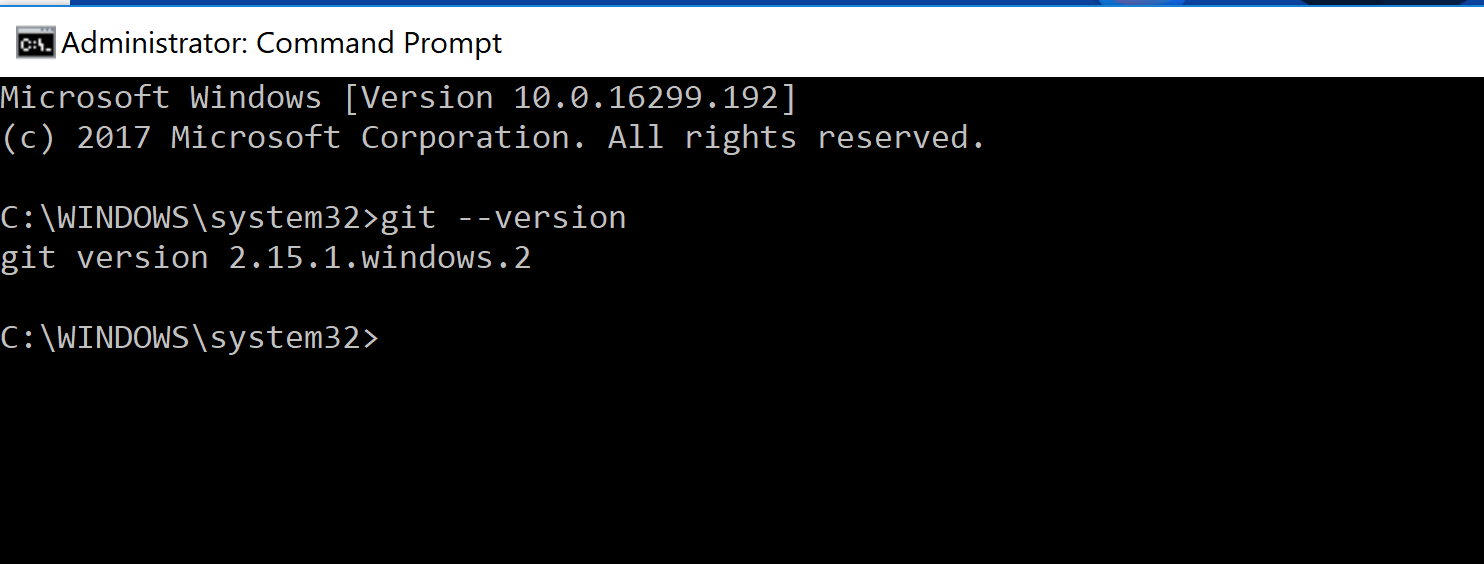 Administrator: Command Prompt
Microsoft Windows [Version 10.0.16299.192]
(c) 2017 Microsoft Corporation. All rights reserved.
C:\WINDOWS\system32>git --version
git version 2.15.1.windows.2
C:\WINDOWS\system32>